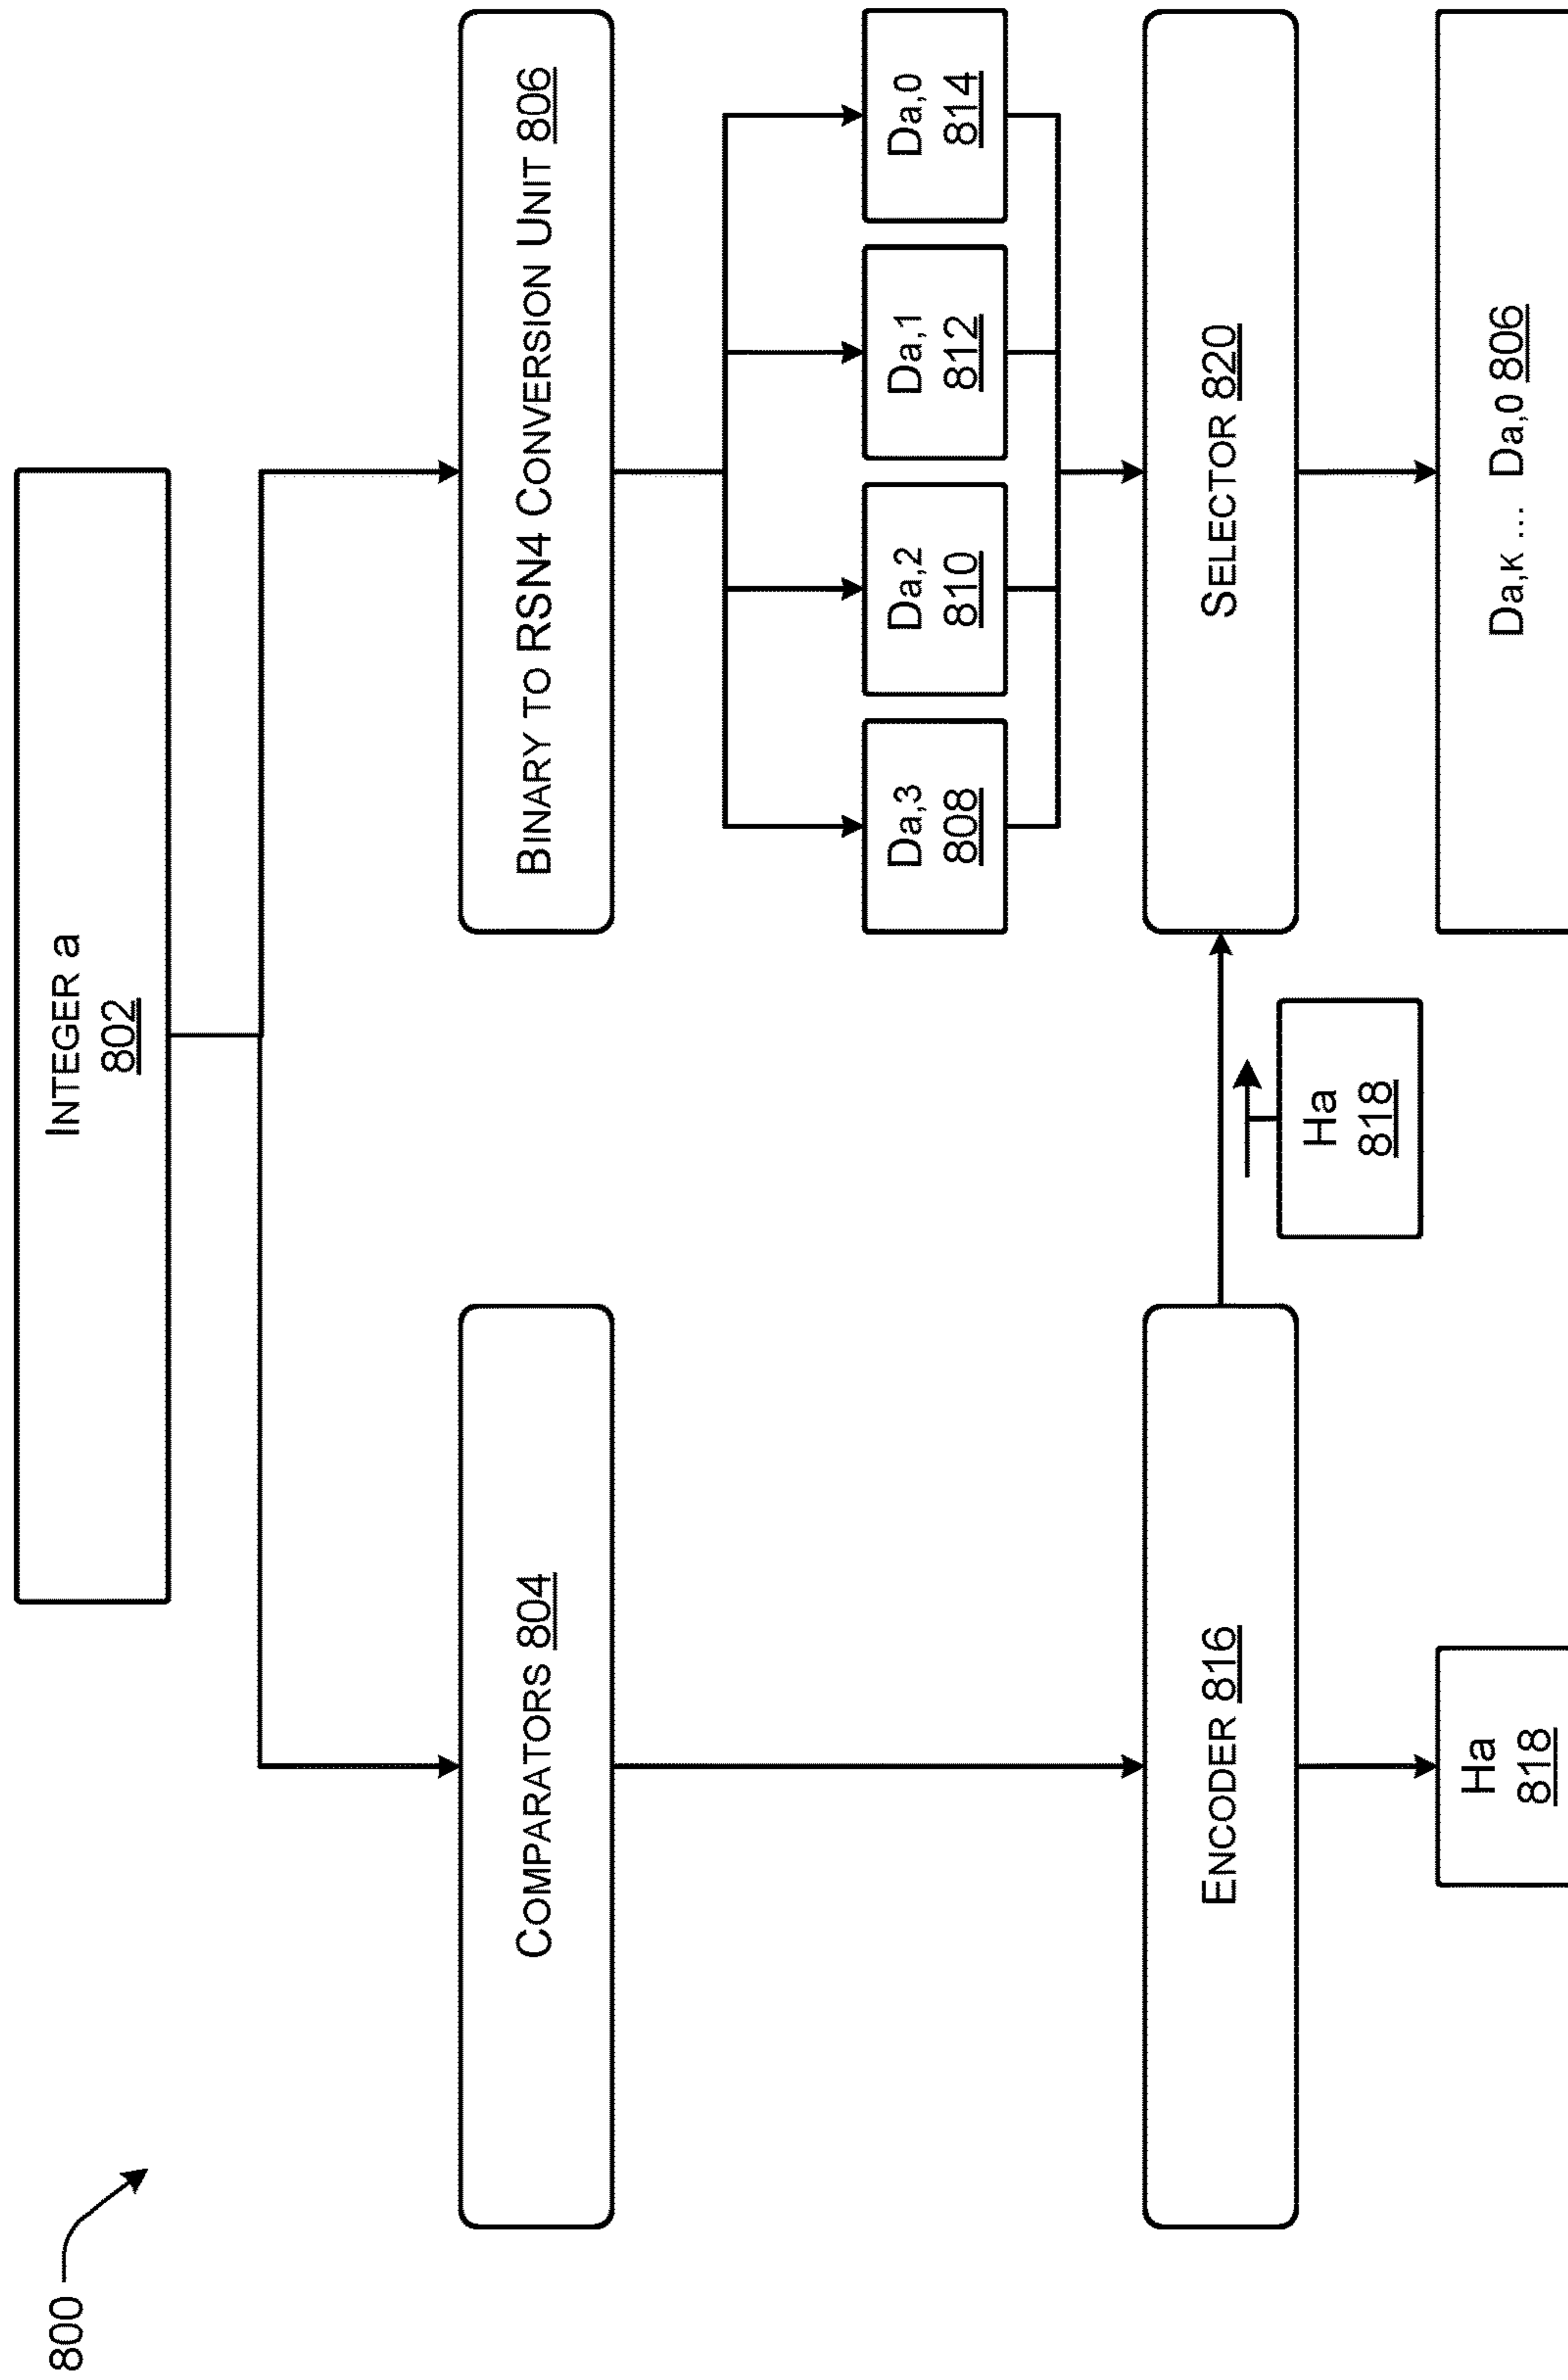 800
INTEGER a
802
COMPARATORS 804
BINARY TO RSN4 CONVERSION UNIT 806
Da,3
808
Da,2
810
Da,1
812
Da,0
814
ENCODER 816
Ha
818
SELECTOR 820
Ha
818
Da,K ... Da,0 806